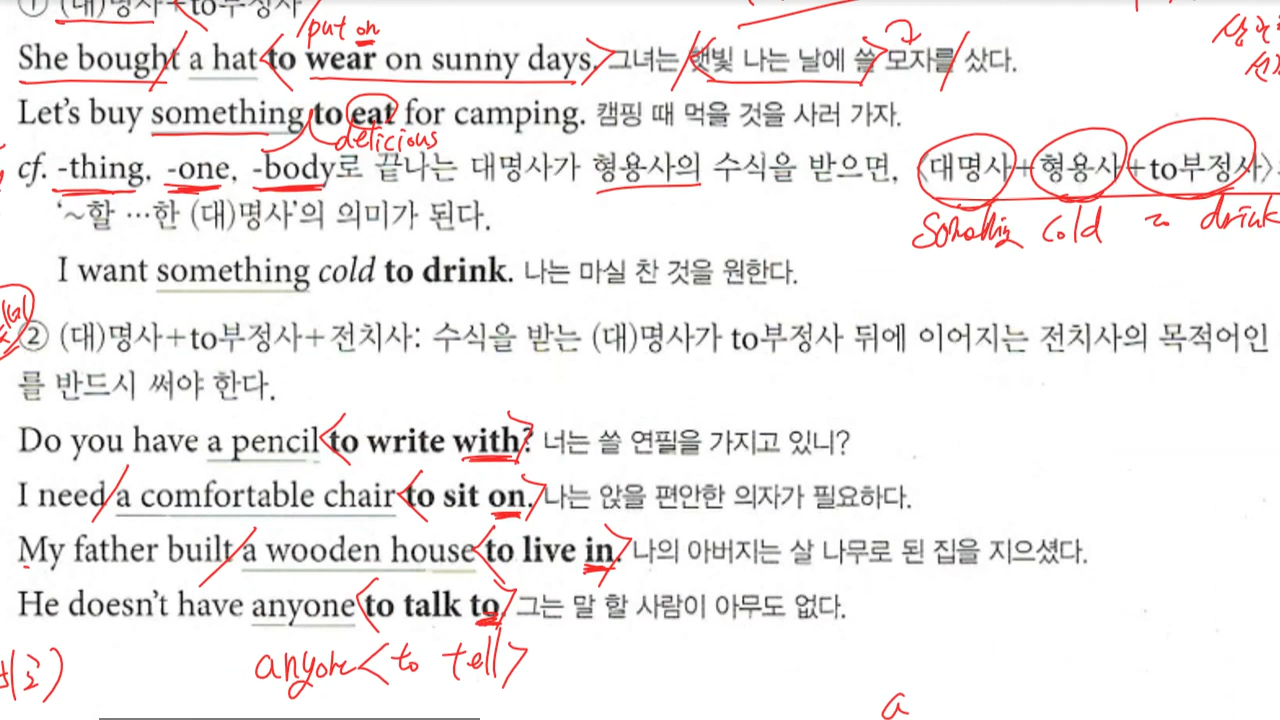 ① (대)명사+to부정사
put on
She bought a hat to wear on sunny days. 그녀는 햇빛 나는 날에 쓸 모자를 샀다.
Let's buy something to eat for camping. 캠핑 때 먹을 것을 사러 가자.
delicious
cf. -thing, -one, -body로 끝나는 대명사가 형용사의 수식을 받으면, 〈대명사+형용사+to부정사〉
'~할 …한 (대)명사'의 의미가 된다.
something cold to drink
I want something cold to drink. 나는 마실 찬 것을 원한다.
② (대)명사+to부정사+전치사: 수식을 받는 (대)명사가 to부정사 뒤에 이어지는 전치사의 목적어인
를 반드시 써야 한다.
Do you have a pencil to write with? 너는 쓸 연필을 가지고 있니?
I need a comfortable chair to sit on. 나는 앉을 편안한 의자가 필요하다.
My father built a wooden house to live in. 나의 아버지는 살 나무로 된 집을 지으셨다.
He doesn't have anyone to talk to. 그는 말 할 사람이 아무도 없다.
anyone <to tell>
a